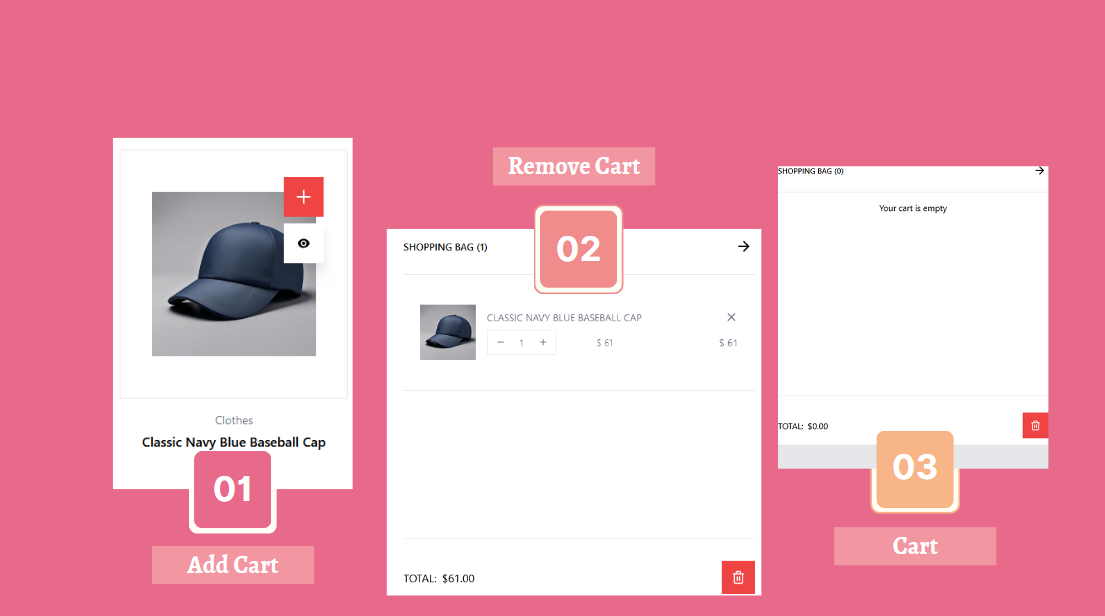 Clothes
Classic Navy Blue Baseball Cap
01
Add Cart
Remove Cart
02
SHOPPING BAG (1)
CLASSIC NAVY BLUE BASEBALL CAP
− 1 + $ 61 $ 61
TOTAL: $61.00
SHOPPING BAG (0)
Your cart is empty
TOTAL: $0.00
03
Cart